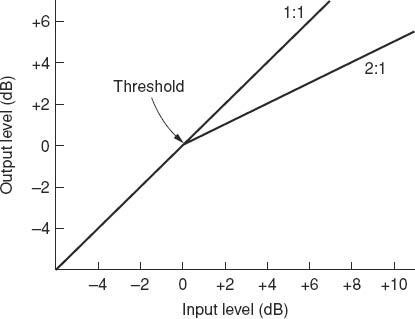 1:1
+6
2:1
+4
Threshold
+2
0
−2
−4
Output level (dB)
−4 −2 0 +2 +4 +6 +8 +10
Input level (dB)